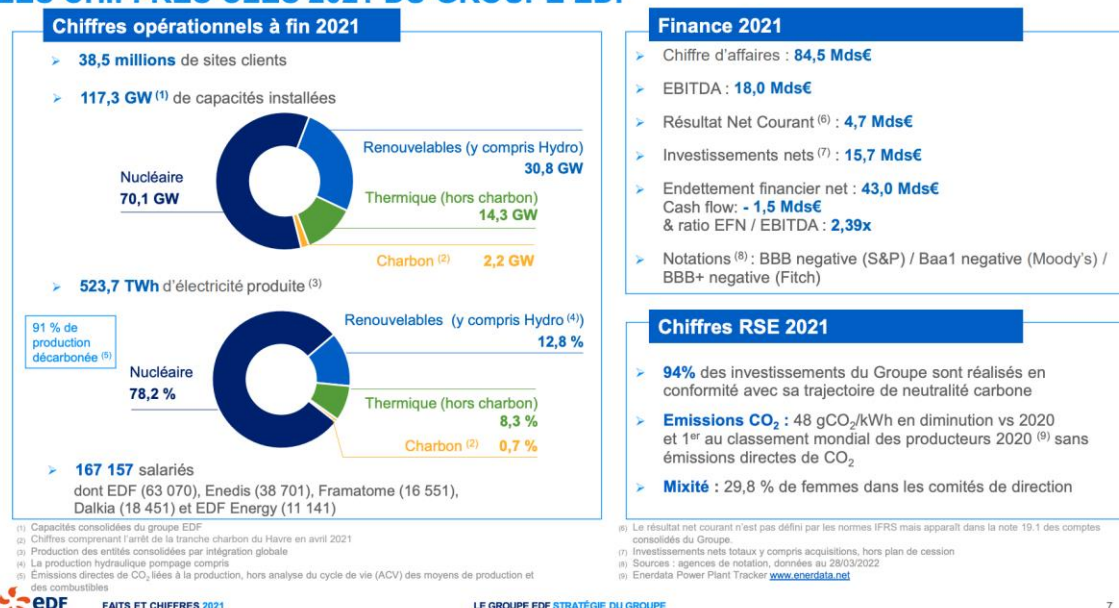 LES CHIFFRES CLÉS 2021 DU GROUPE EDF
Chiffres opérationnels à fin 2021
➢ 38,5 millions de sites clients
➢ 117,3 GW (1) de capacités installées
Renouvelables (y compris Hydro)
30,8 GW
Nucléaire
70,1 GW
Thermique (hors charbon)
14,3 GW
Charbon (2) 2,2 GW
➢ 523,7 TWh d'électricité produite (3)
91 % de
production
décarbonée (5)
Renouvelables (y compris Hydro (4))
12,8 %
Nucléaire
78,2 %
Thermique (hors charbon)
8,3 %
Charbon (2) 0,7 %
➢ 167 157 salariés
dont EDF (63 070), Enedis (38 701), Framatome (16 551),
Dalkia (18 451) et EDF Energy (11 141)
(1) Capacités consolidées du groupe EDF
(2) Chiffres comprenant l'arrêt de la tranche charbon du Havre en avril 2021
(3) Production des entités consolidées par intégration globale
(4) La production hydraulique pompage compris
(5) Émissions directes de CO2 liées à la production, hors analyse du cycle de vie (ACV) des moyens de production et
des combustibles
Finance 2021
➢ Chiffre d'affaires : 84,5 Mds€
➢ EBITDA : 18,0 Mds€
➢ Résultat Net Courant (6) : 4,7 Mds€
➢ Investissements nets (7) : 15,7 Mds€
➢ Endettement financier net : 43,0 Mds€
Cash flow: - 1,5 Mds€
& ratio EFN / EBITDA : 2,39x
➢ Notations (8) : BBB negative (S&P) / Baa1 negative (Moody's) /
BBB+ negative (Fitch)
Chiffres RSE 2021
➢ 94% des investissements du Groupe sont réalisés en
conformité avec sa trajectoire de neutralité carbone
➢ Emissions CO2 : 48 gCO2/kWh en diminution vs 2020
et 1er au classement mondial des producteurs 2020 (9) sans
émissions directes de CO2
➢ Mixité : 29,8 % de femmes dans les comités de direction
(6) Le résultat net courant n'est pas défini par les normes IFRS mais apparaît dans la note 19.1 des comptes
consolidés du Groupe.
(7) Investissements nets totaux y compris acquisitions, hors plan de cession
(8) Sources : agences de notation, données au 28/03/2022
(9) Enerdata Power Plant Tracker www.enerdata.net
eDF
FAITS ET CHIFFRES 2021
LE GROUPE EDF STRATÉGIE DU GROUPE
7